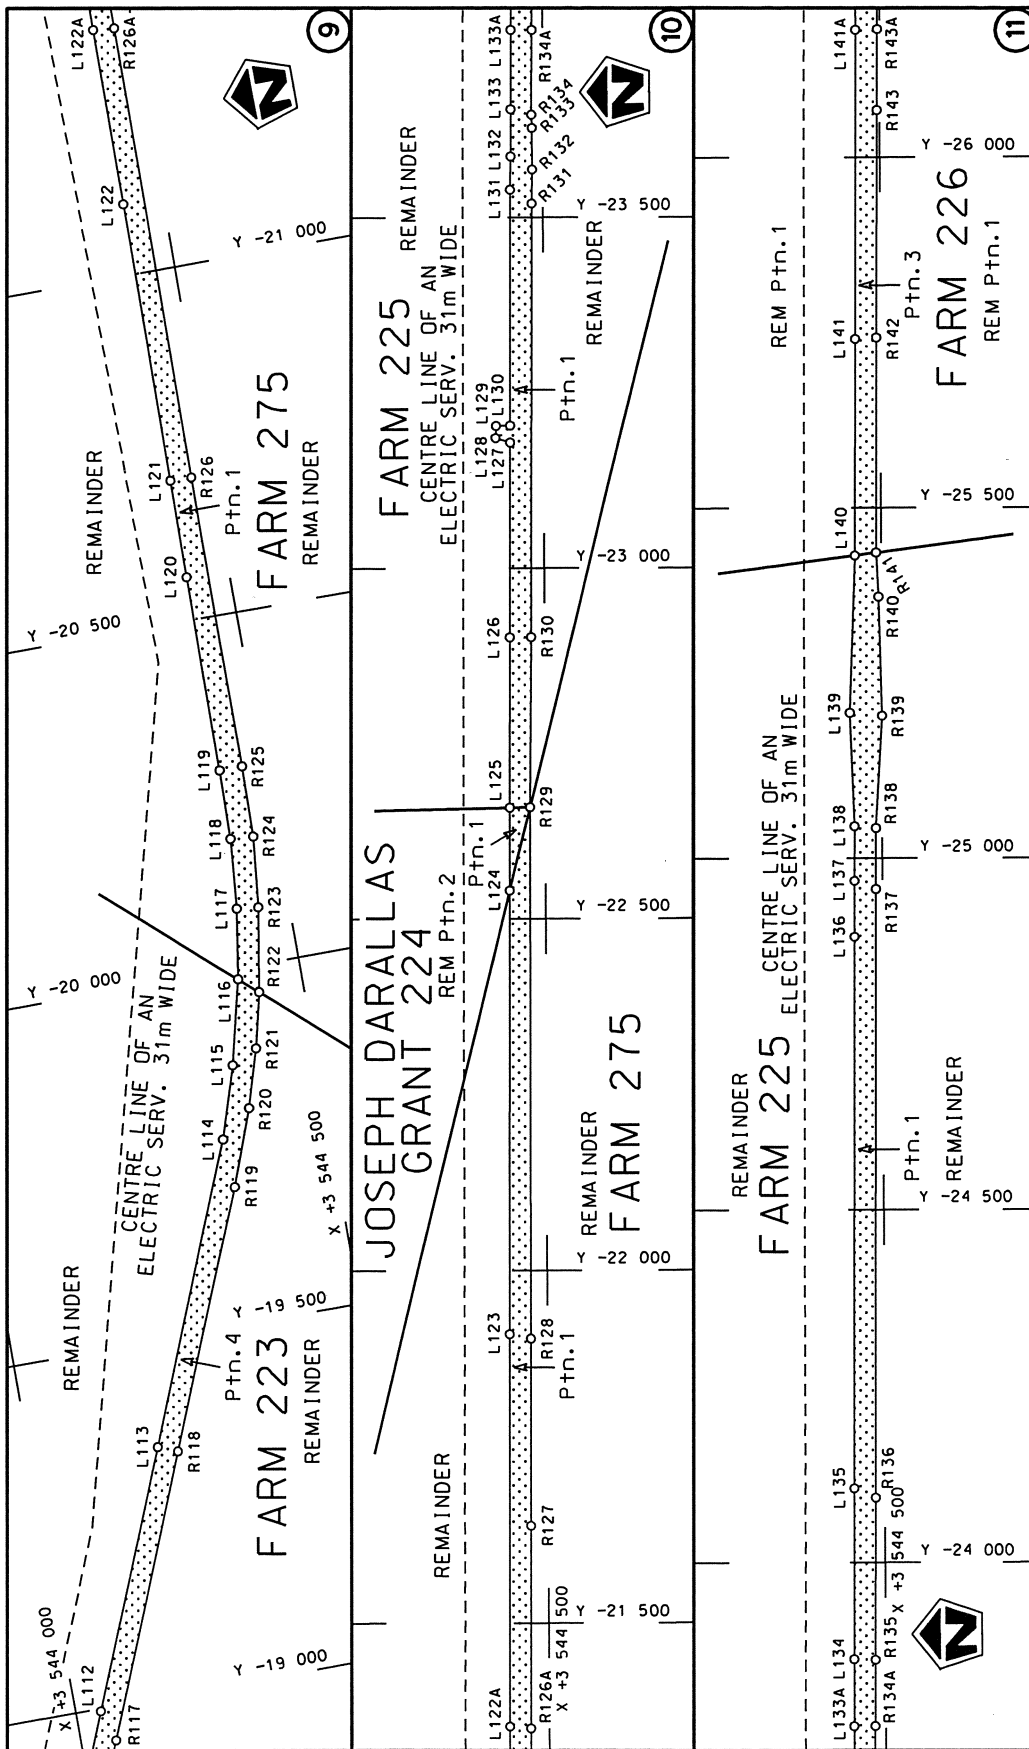 9
L122A
R126A
L122
Y -21 000
REMAINDER
L121
R126
Ptn.1
FARM 275
REMAINDER
L120
Y -20 500
L119
R125
L118
R124
L117
R123
Y -20 000
L116
R122
CENTRE LINE OF AN
ELECTRIC SERV. 31m WIDE
L115
R121
L114
R120
R119
X +3 544 500
REMAINDER
Y -19 500
Ptn.4
FARM 223
REMAINDER
L113
R118
X +3 544 000
L112
R117
Y -19 000
N
10
L133A
R134A
L133
R134
R133
L132
R132
L131
R131
Y -23 500
REMAINDER
FARM 225
CENTRE LINE OF AN
ELECTRIC SERV. 31m WIDE
REMAINDER
L129
L130
L128
L127
Ptn.1
Y -23 000
L126
R130
L125
R129
JOSEPH DARALLAS
GRANT 224
REM Ptn.2
Ptn.1
L124
Y -22 500
REMAINDER
FARM 275
Y -22 000
L123
R128
Ptn.1
REMAINDER
R127
Y -21 500
X +3 544 500
L122A
R126A
N
11
L141A
R143A
R143
Y -26 000
REM Ptn.1
Ptn.3
FARM 226
REM Ptn.1
L141
R142
Y -25 500
L140
R141
R140
L139
R139
CENTRE LINE OF AN
ELECTRIC SERV. 31m WIDE
L138
R138
Y -25 000
L137
R137
L136
REMAINDER
FARM 225
Ptn.1
REMAINDER
Y -24 500
L135
R136
X +3 544 500
Y -24 000
L134
R135
L133A
R134A
N